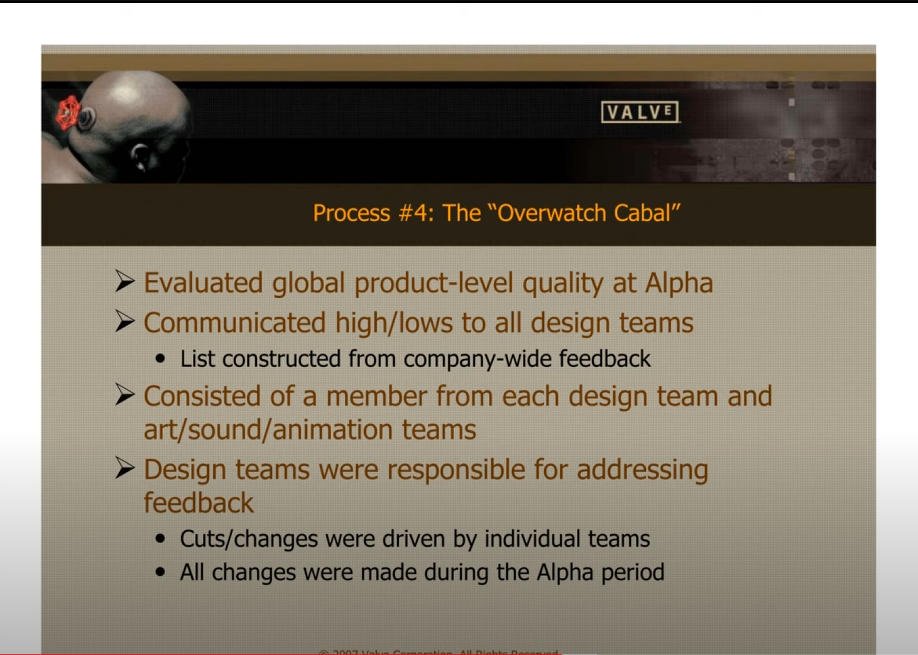 VALVE
Process #4: The “Overwatch Cabal”
➢ Evaluated global product-level quality at Alpha
➢ Communicated high/lows to all design teams
• List constructed from company-wide feedback
➢ Consisted of a member from each design team and
art/sound/animation teams
➢ Design teams were responsible for addressing
feedback
• Cuts/changes were driven by individual teams
• All changes were made during the Alpha period
© 2007 Valve Corporation. All Rights Reserved.